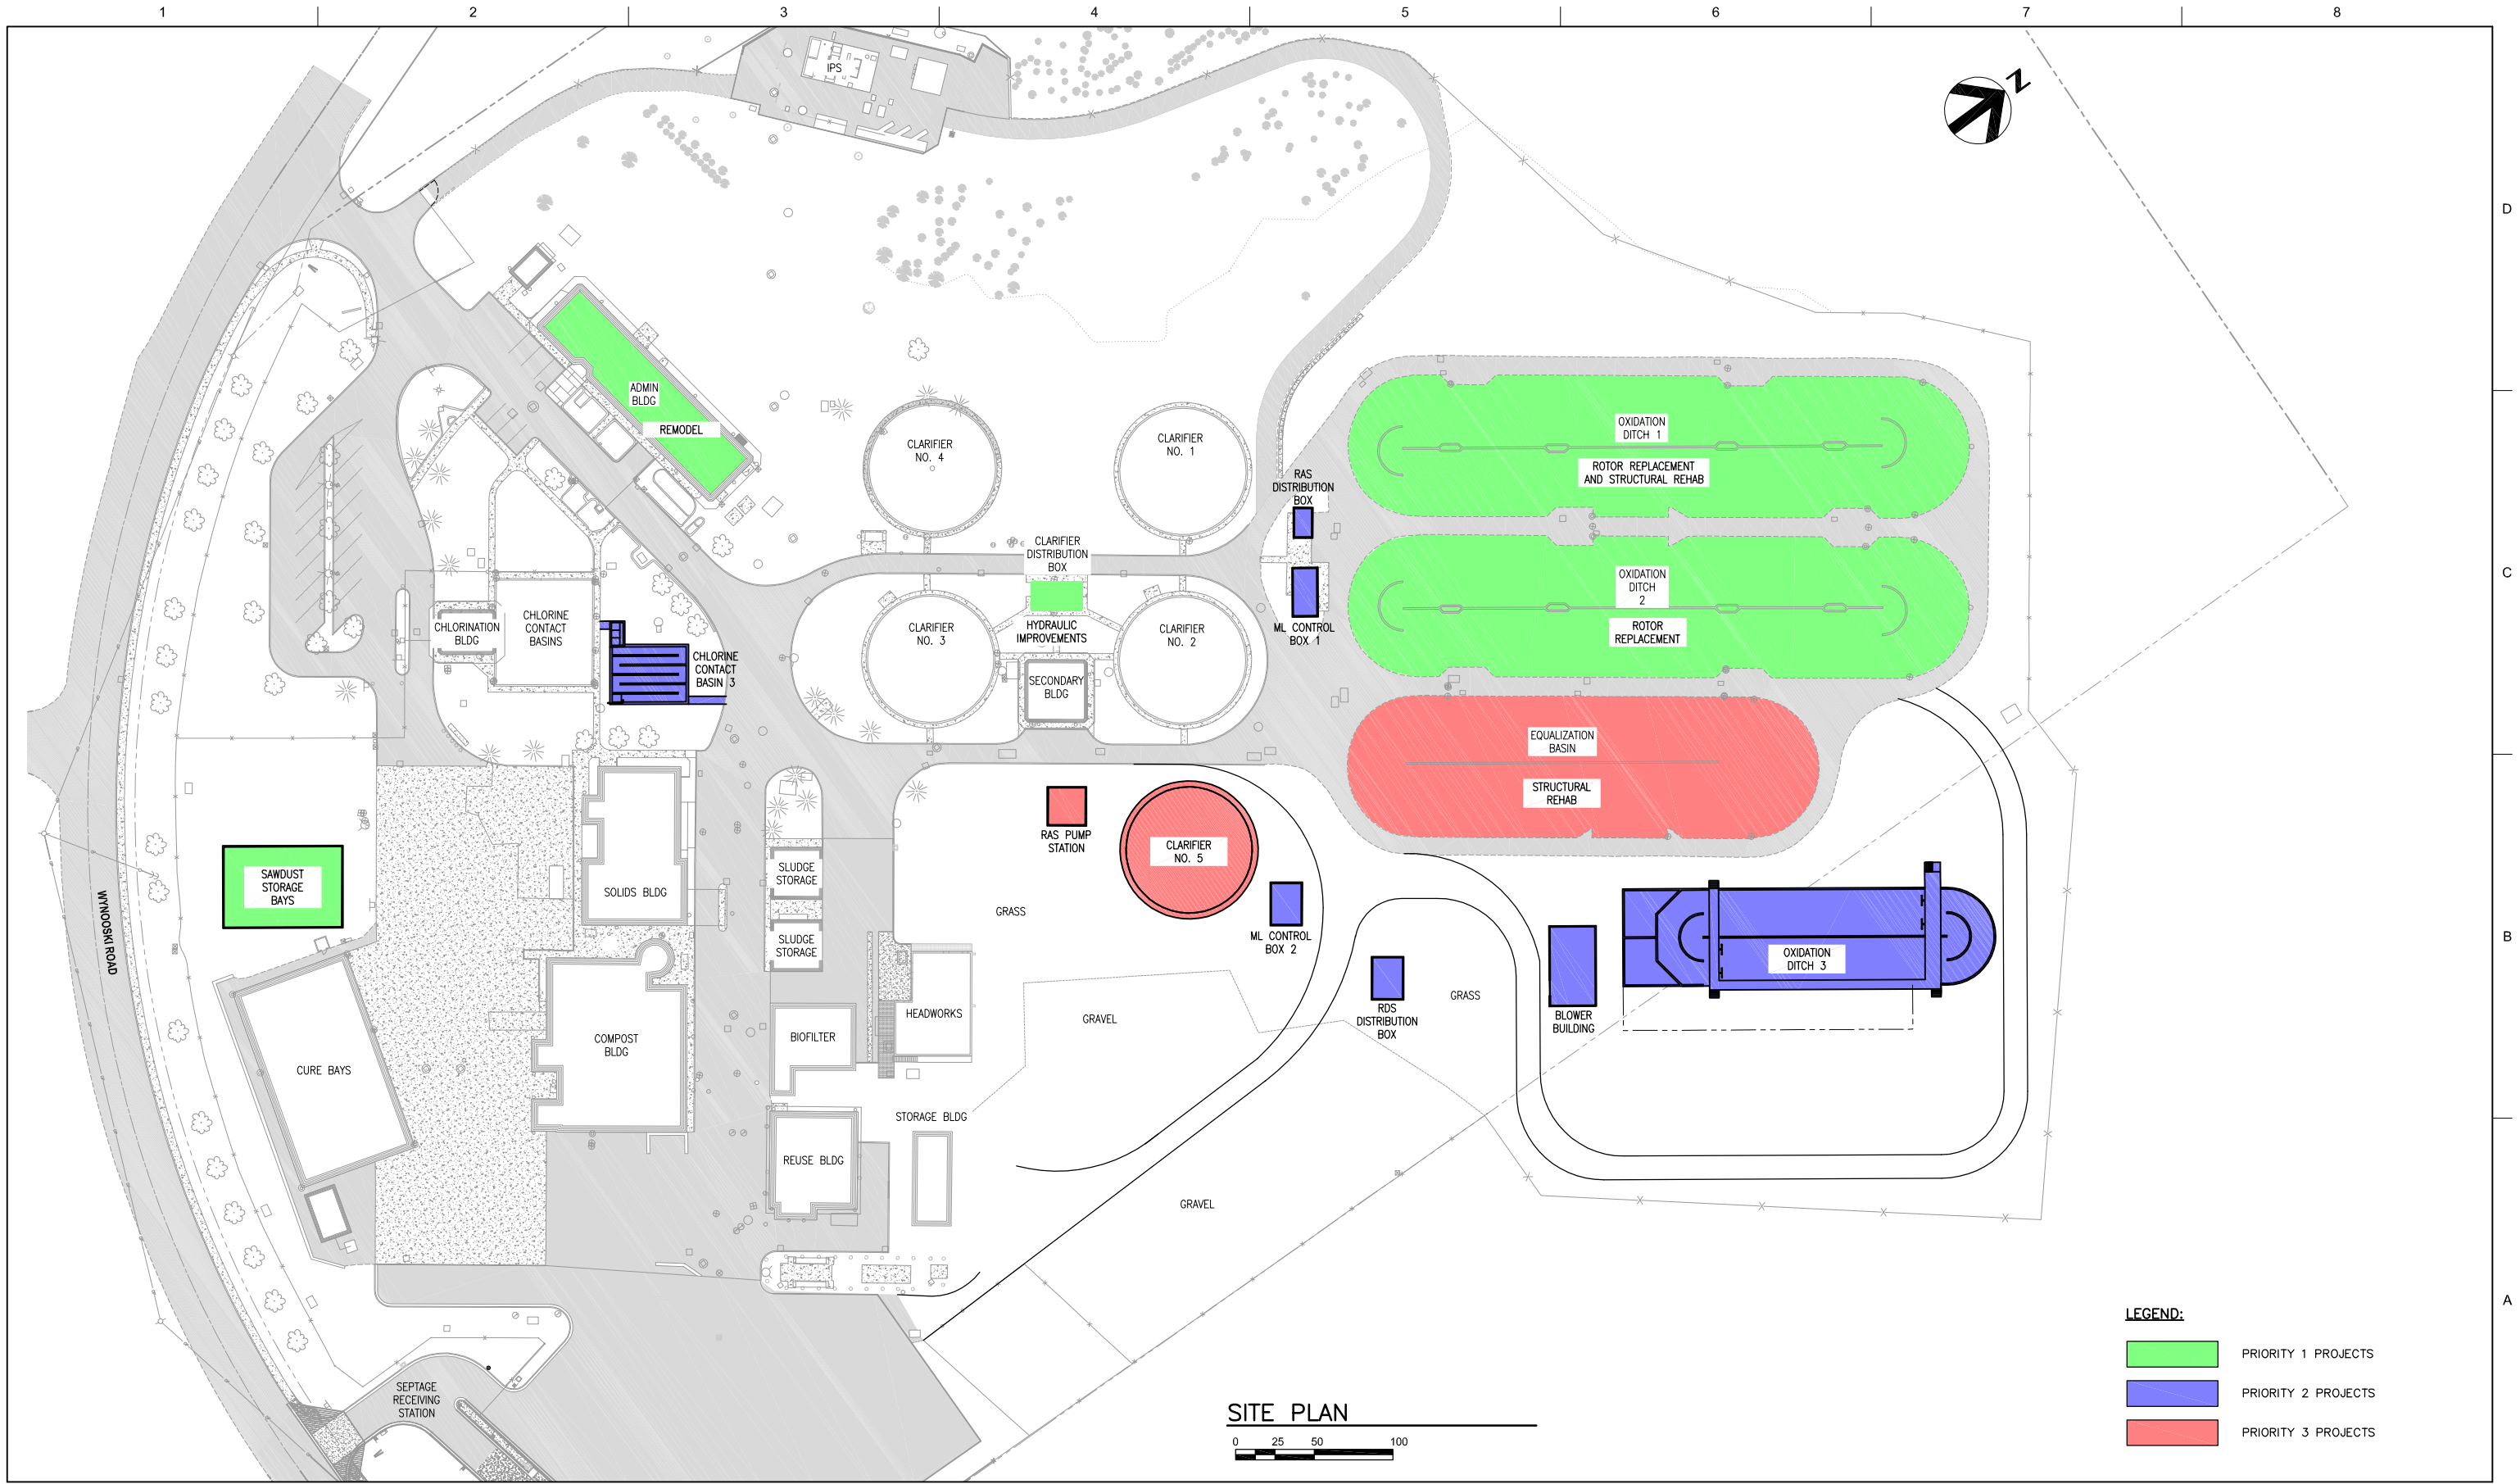 1 2 3 4 5 6 7 8
IPS
N
D
ADMIN
BLDG
REMODEL
CLARIFIER
NO. 4
CLARIFIER
NO. 1
OXIDATION
DITCH 1
ROTOR REPLACEMENT
AND STRUCTURAL REHAB
RAS
DISTRIBUTION
BOX
CLARIFIER
DISTRIBUTION
BOX
C
OXIDATION
DITCH
2
ROTOR
REPLACEMENT
CHLORINATION
BLDG
CHLORINE
CONTACT
BASINS
CHLORINE
CONTACT
BASIN 3
CLARIFIER
NO. 3
HYDRAULIC
IMPROVEMENTS
CLARIFIER
NO. 2
ML CONTROL
BOX 1
SECONDARY
BLDG
EQUALIZATION
BASIN
STRUCTURAL
REHAB
RAS PUMP
STATION
CLARIFIER
NO. 5
SAWDUST
STORAGE
BAYS
SOLIDS BLDG
SLUDGE
STORAGE
SLUDGE
STORAGE
GRASS
ML CONTROL
BOX 2
WYNOOSKI ROAD
B
OXIDATION
DITCH 3
RDS
DISTRIBUTION
BOX
GRASS
BLOWER
BUILDING
HEADWORKS
GRAVEL
BIOFILTER
COMPOST
BLDG
CURE BAYS
STORAGE BLDG
REUSE BLDG
GRAVEL
A
SEPTAGE
RECEIVING
STATION
SITE PLAN
0 25 50 100
LEGEND:
PRIORITY 1 PROJECTS
PRIORITY 2 PROJECTS
PRIORITY 3 PROJECTS